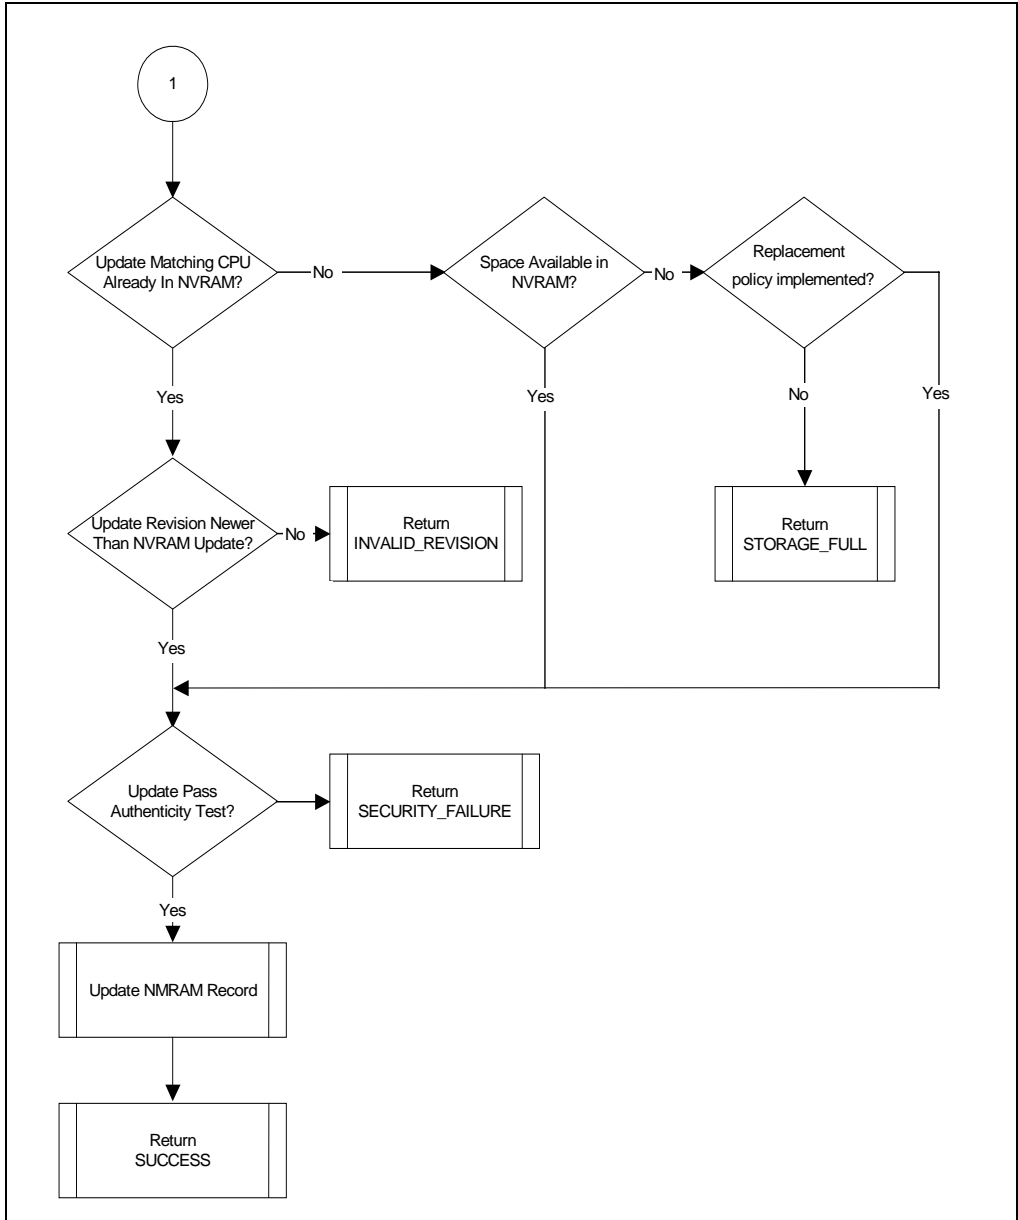 1
Update Matching CPU
Already In NVRAM?
No
Space Available in
NVRAM?
No
Replacement
policy implemented?
Yes
Yes
No
Yes
Update Revision Newer
Than NVRAM Update?
No
Return
INVALID_REVISION
Return
STORAGE_FULL
Yes
Update Pass
Authenticity Test?
Return
SECURITY_FAILURE
Yes
Update NMRAM Record
Return
SUCCESS